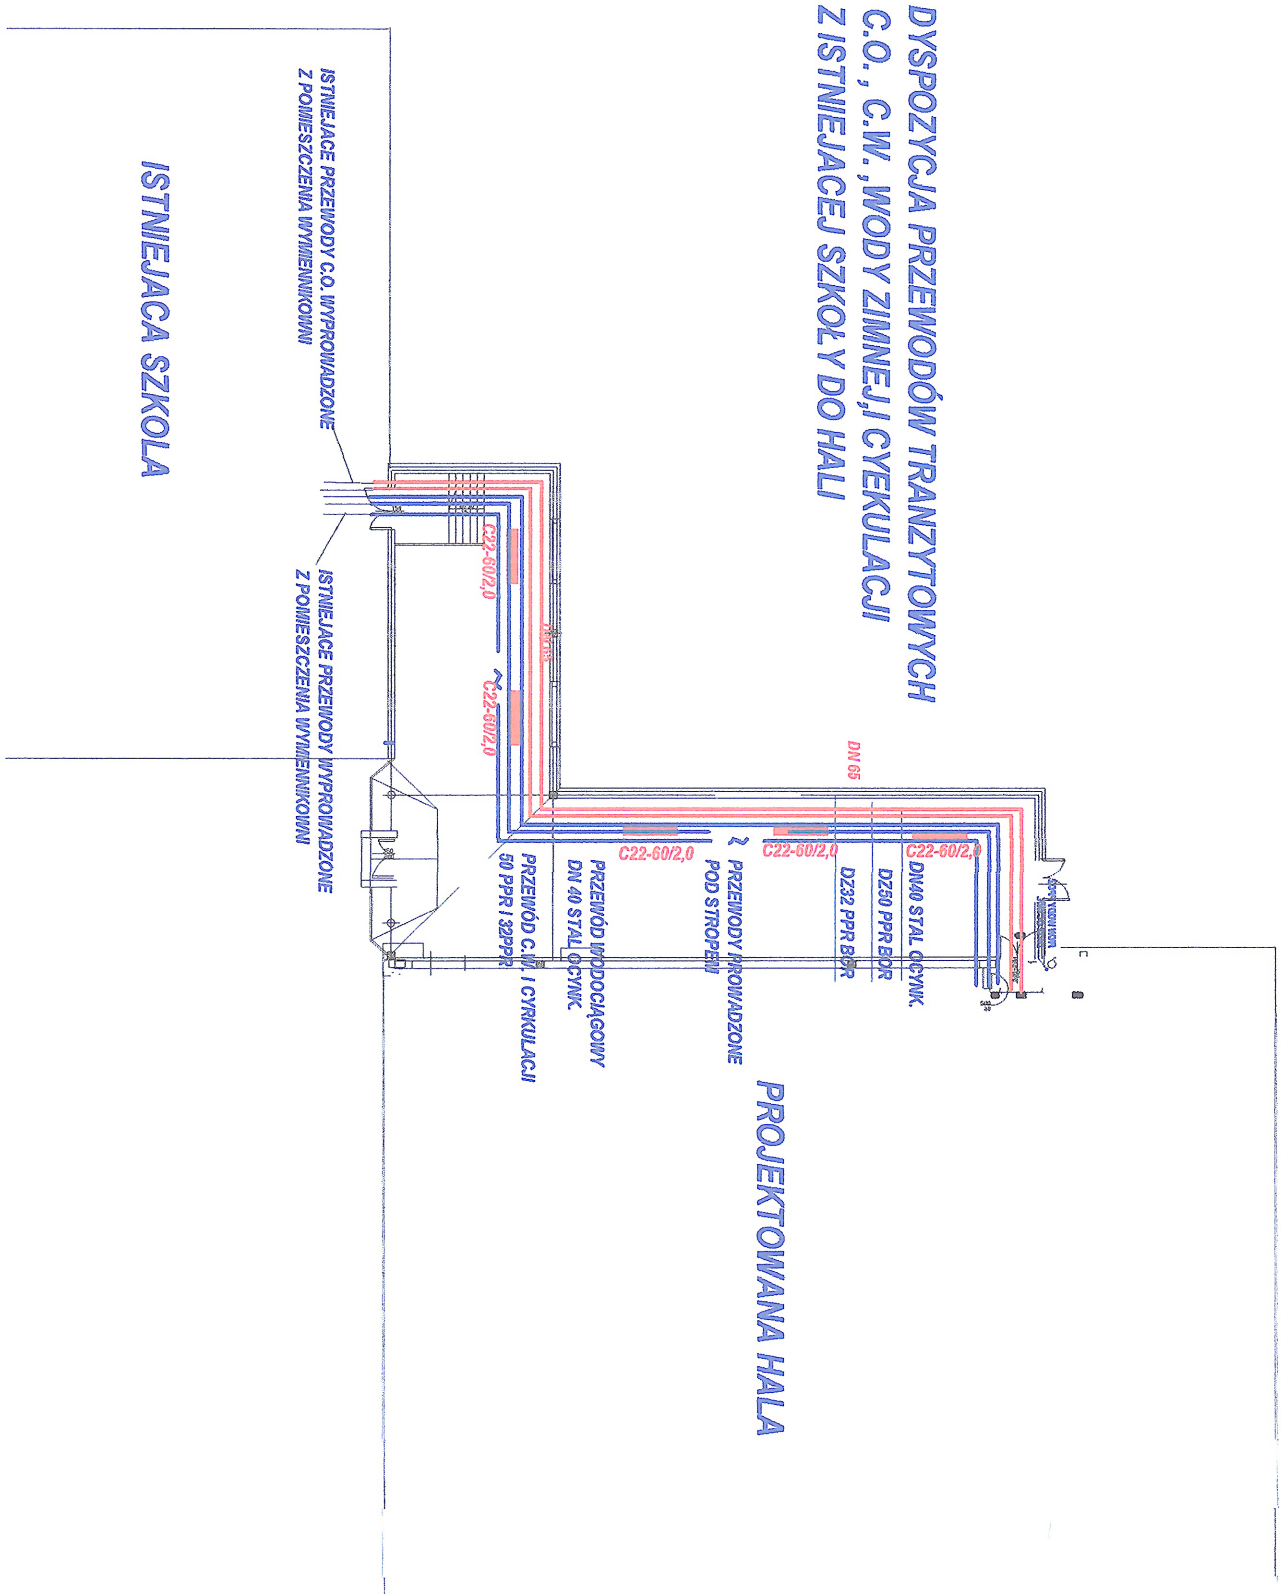 DYSPOZYCJA PRZEWODÓW TRANZYTOWYCH
C.O. , C.W. ,WODY ZIMNEJ,I CYEKULACJI
Z ISTNIEJACEJ SZKOŁY DO HALI
ISTNIEJACE PRZEWODY C.O. WYPROWADZONE
Z POMIESZCZENIA WYMIENNIKOWNI
ISTNIEJACA SZKOLA
ISTNIEJACE PRZEWODY WYPROWADZONE
Z POMIESZCZENIA WYMIENNIKOWNI
C22-60/2,0
C22-60/2,0
DN 65
C22-60/2,0
C22-60/2,0
C22-60/2,0
DN40 STAL OCYNK.
DZ50 PPR BOR
DZ32 PPR BOR
PRZEWODY PROWADZONE
POD STROPEM
PRZEWÓD WODOCIĄGOWY
DN 40 STAL OCYNK.
PRZEWÓD C.W. I CYRKULACJI
50 PPR I 32PPR
PROJEKTOWANA HALA